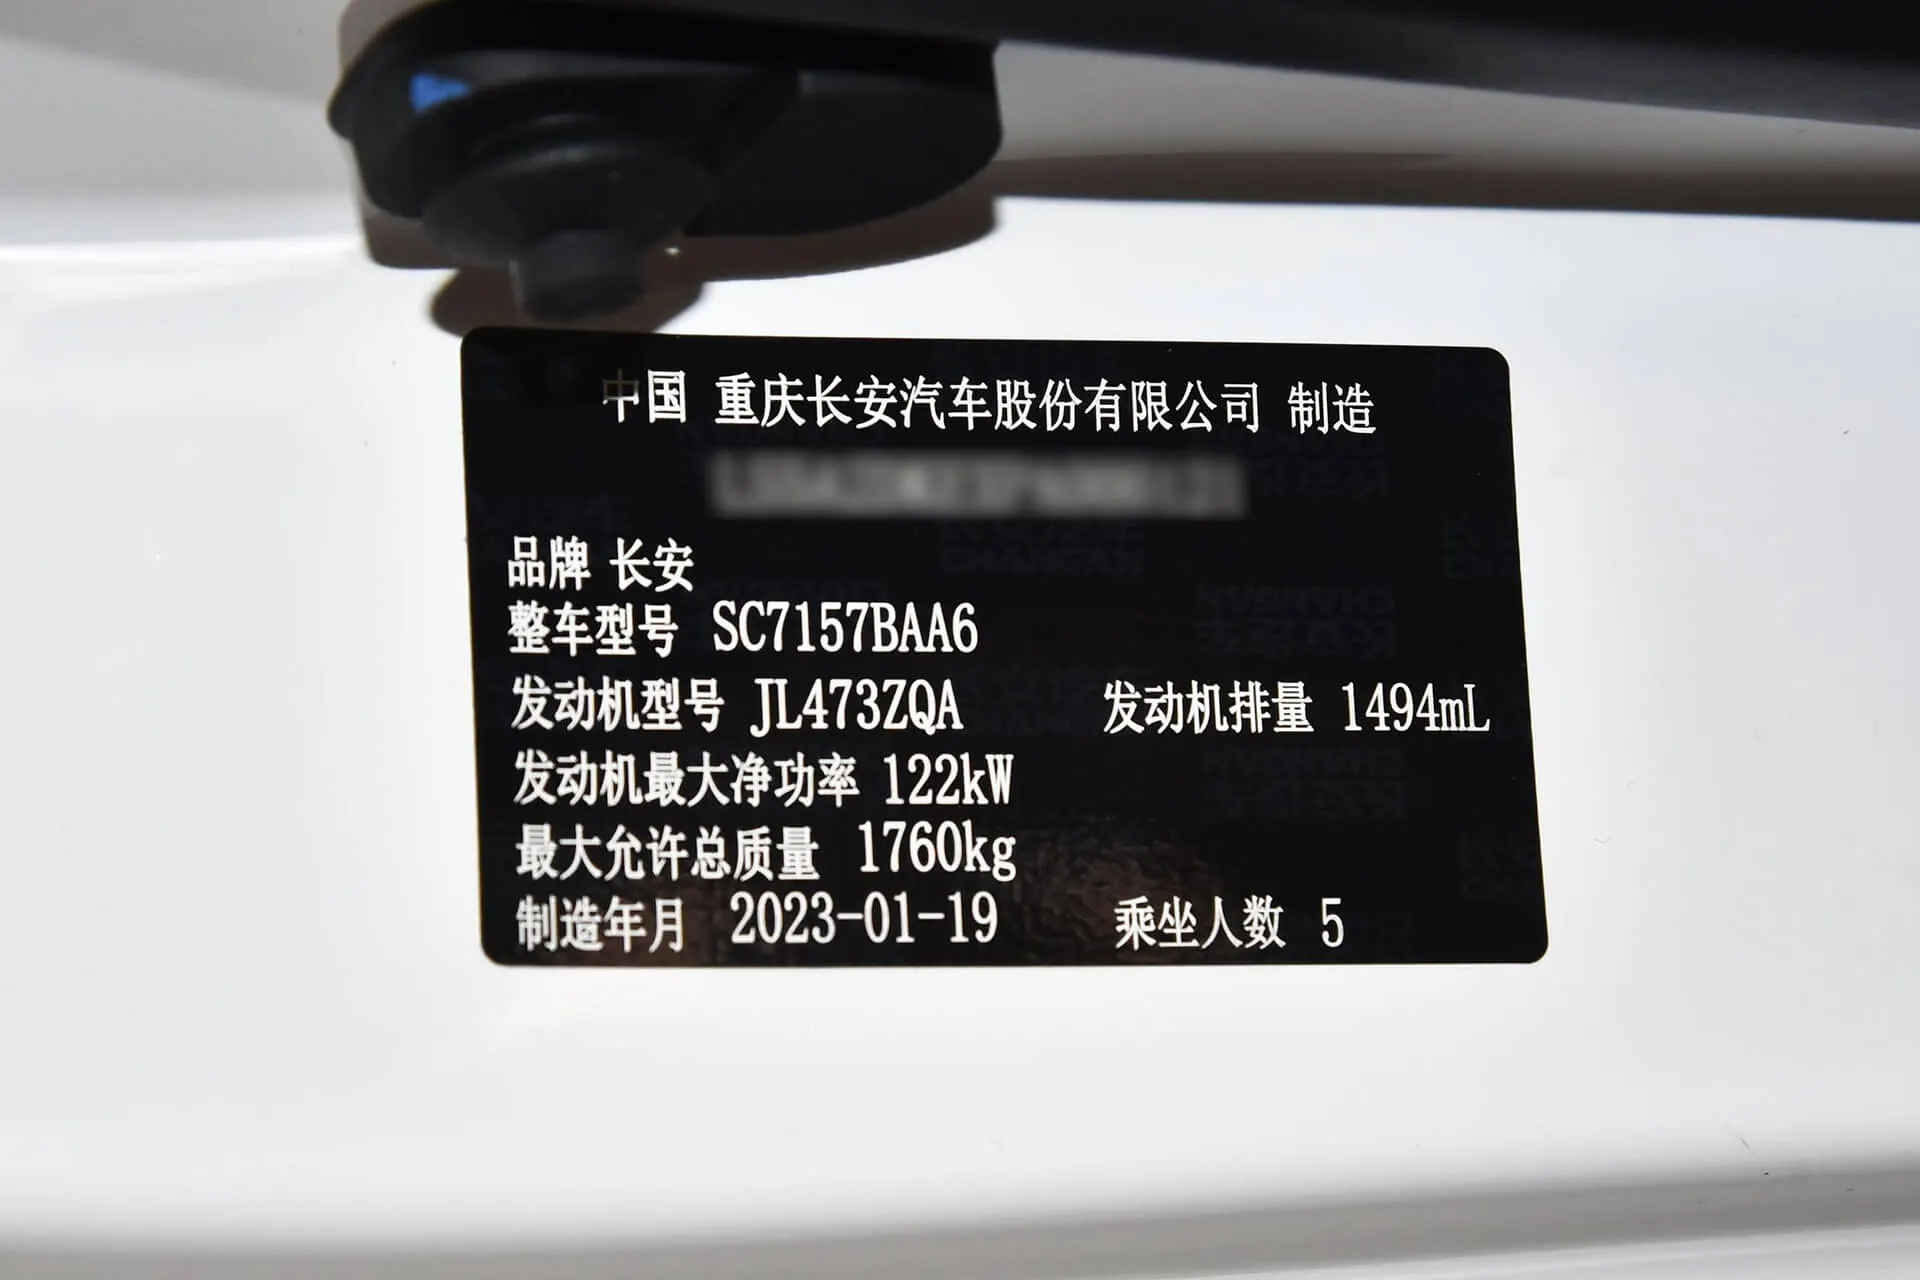 中国 重庆长安汽车股份有限公司 制造
品牌 长安
整车型号 SC7157BAA6
发动机型号 JL473ZQA 发动机排量 1494mL
发动机最大净功率 122kW
最大允许总质量 1760kg
制造年月 2023-01-19 乘坐人数 5